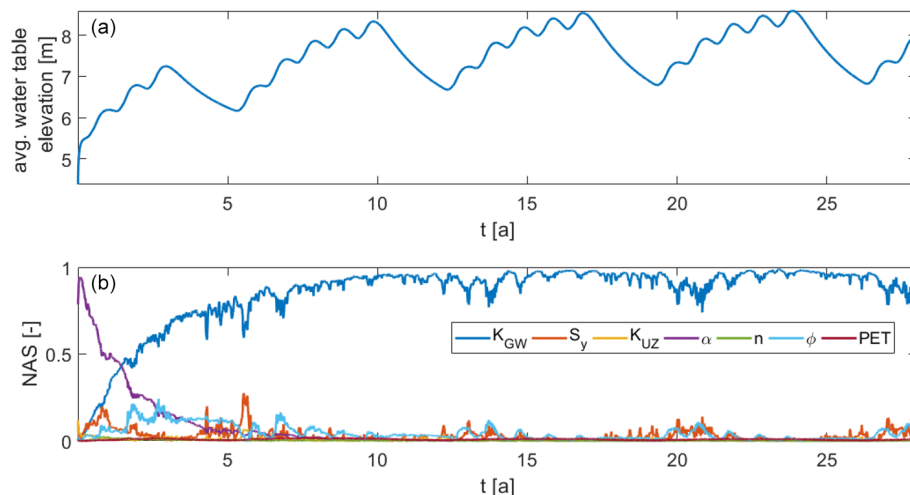 (a)
avg. water table
elevation [m]
8
7
6
5
5 10 15 20 25
t [a]
(b)
NAS [-]
1
0.5
0
K_GW S_y K_UZ α n ϕ PET
5 10 15 20 25
t [a]